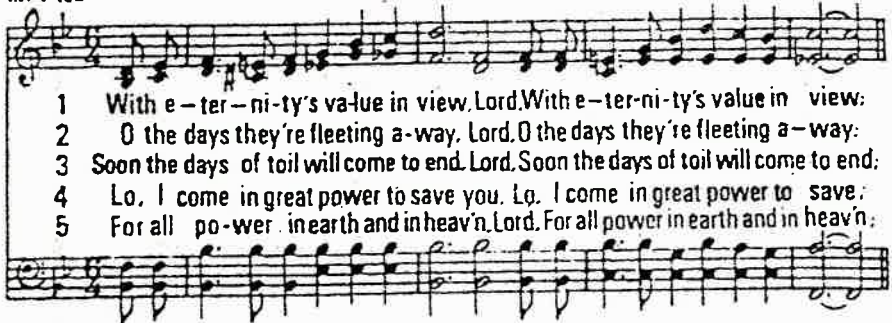 1 With e-ter-ni-ty's value in view, Lord, With e-ter-ni-ty's value in view;
2 O the days they're fleeting a-way, Lord, O the days they're fleeting a-way:
3 Soon the days of toil will come to end, Lord, Soon the days of toil will come to end;
4 Lo, I come in great power to save you. Lo, I come in great power to save;
5 For all po-wer in earth and in heav'n, Lord, For all power in earth and in heav'n;